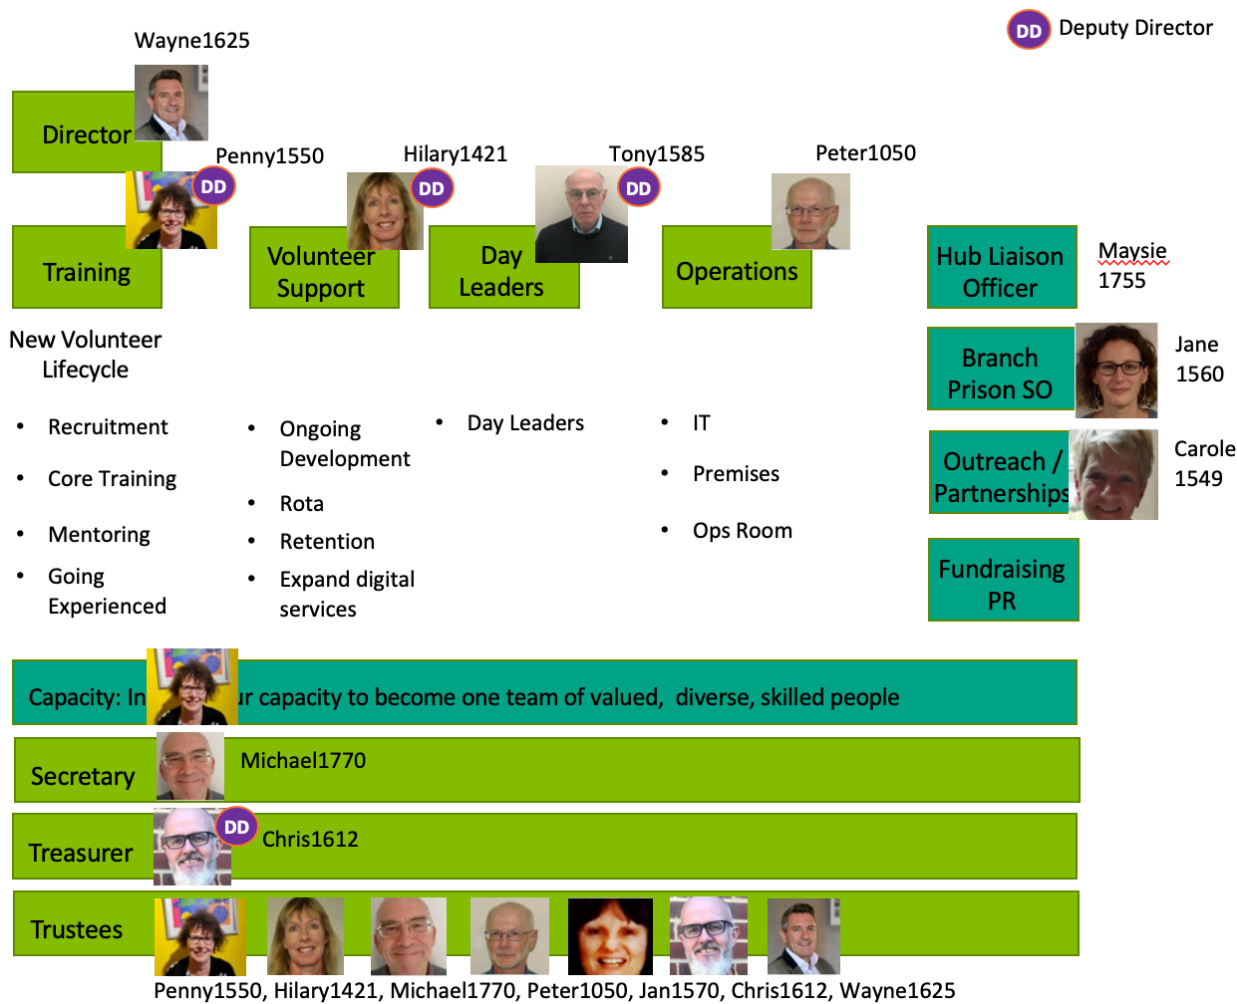 Wayne1625
DD Deputy Director
Director
Penny1550
DD
Hilary1421
DD
Tony1585
DD
Peter1050
Training
Volunteer
Support
Day
Leaders
Operations
Hub Liaison
Officer
Maysie
1755
New Volunteer
Lifecycle
• Recruitment
• Core Training
• Mentoring
• Going
Experienced
• Ongoing
Development
• Rota
• Retention
• Expand digital
services
• Day Leaders
• IT
• Premises
• Ops Room
Branch
Prison SO
Jane
1560
Outreach /
Partnerships
Carole
1549
Fundraising
PR
Capacity: In ur capacity to become one team of valued, diverse, skilled people
Secretary
Michael1770
Treasurer
DD
Chris1612
Trustees
Penny1550, Hilary1421, Michael1770, Peter1050, Jan1570, Chris1612, Wayne1625